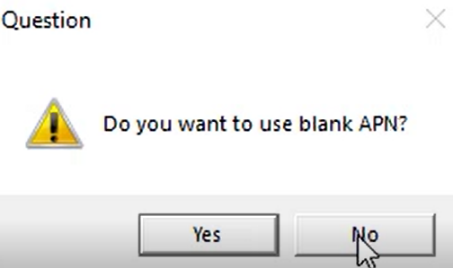 Question
Do you want to use blank APN?
Yes
No